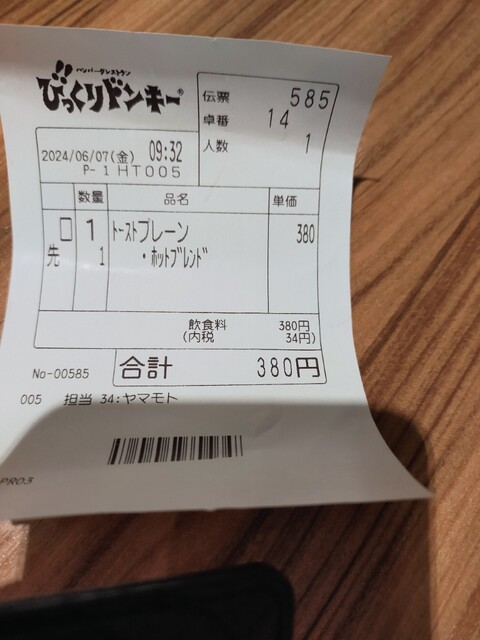 ハンバーグレストラン
びっくりドンキー®
伝票 585
卓番 14
人数 1
2024/06/07(金) 09:32
P- 1 HT005
数量 品名 単価
□ 1 トーストプレーン 380
先 1 ・ホットブレンド
飲食料 380円
(内税 34円)
合計 380円
No-00585
005 担当 34:ヤマモト
PR03